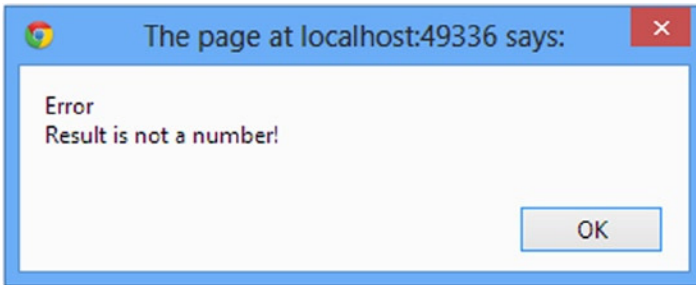 The page at localhost:49336 says:
Error
Result is not a number!
OK